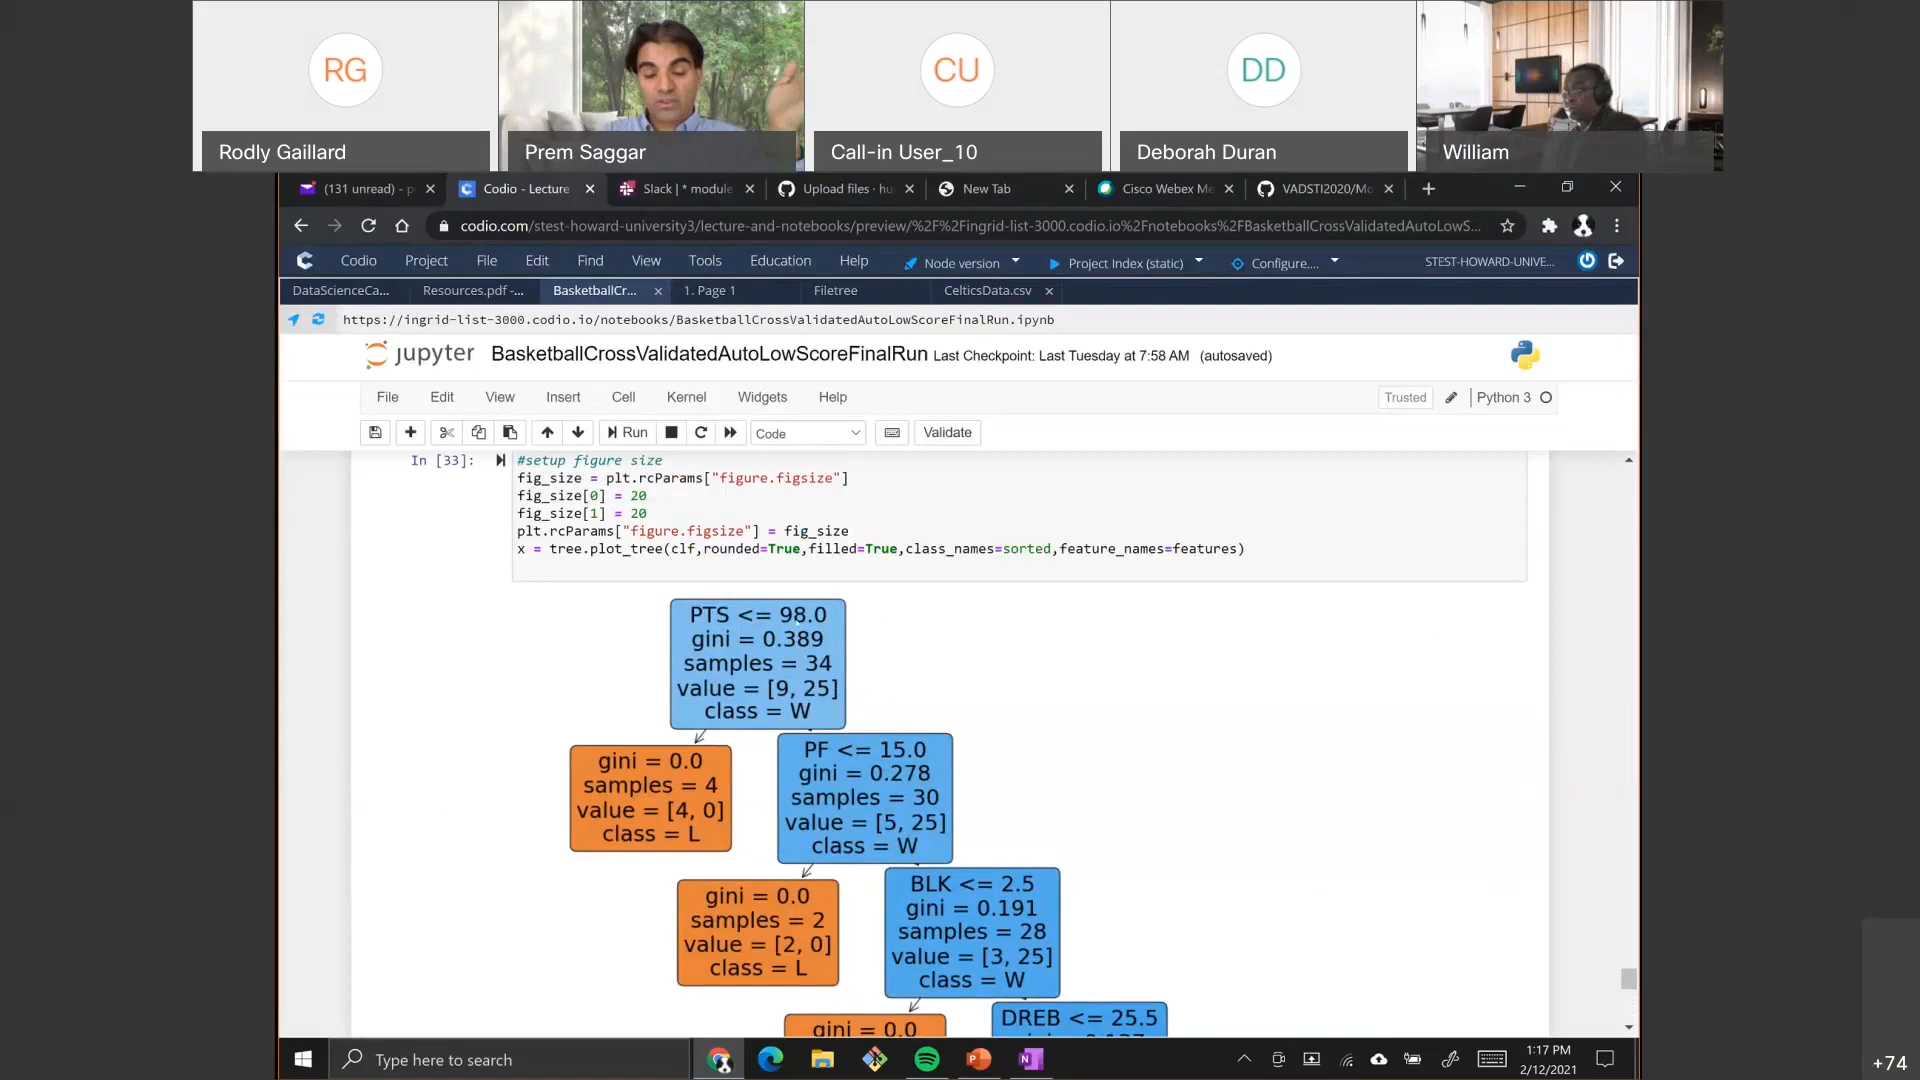 RG
CU
DD
Rodly Gaillard
Prem Saggar
Call-in User_10
Deborah Duran
William
(131 unread) - p
Codio - Lecture
Slack | * module
Upload files · hu
New Tab
Cisco Webex Me
VADSTI2020/Mo
codio.com/stest-howard-university3/lecture-and-notebooks/preview/%2F%2Fingrid-list-3000.codio.io%2Fnotebooks%2FBasketballCrossValidatedAutoLowS...
Codio Project File Edit Find View Tools Education Help Node version Project Index (static) Configure.... STEST-HOWARD-UNIVE...
DataScienceCa... Resources.pdf -... BasketballCr... 1. Page 1 Filetree CelticsData.csv
https://ingrid-list-3000.codio.io/notebooks/BasketballCrossValidatedAutoLowScoreFinalRun.ipynb
jupyter BasketballCrossValidatedAutoLowScoreFinalRun Last Checkpoint: Last Tuesday at 7:58 AM (autosaved)
File Edit View Insert Cell Kernel Widgets Help Trusted Python 3
Run Code Validate
In [33]: #setup figure size
fig_size = plt.rcParams["figure.figsize"]
fig_size[0] = 20
fig_size[1] = 20
plt.rcParams["figure.figsize"] = fig_size
x = tree.plot_tree(clf,rounded=True,filled=True,class_names=sorted,feature_names=features)
PTS <= 98.0
gini = 0.389
samples = 34
value = [9, 25]
class = W
gini = 0.0
samples = 4
value = [4, 0]
class = L
PF <= 15.0
gini = 0.278
samples = 30
value = [5, 25]
class = W
gini = 0.0
samples = 2
value = [2, 0]
class = L
BLK <= 2.5
gini = 0.191
samples = 28
value = [3, 25]
class = W
gini = 0.0
DREB <= 25.5
Type here to search
1:17 PM
2/12/2021
+74